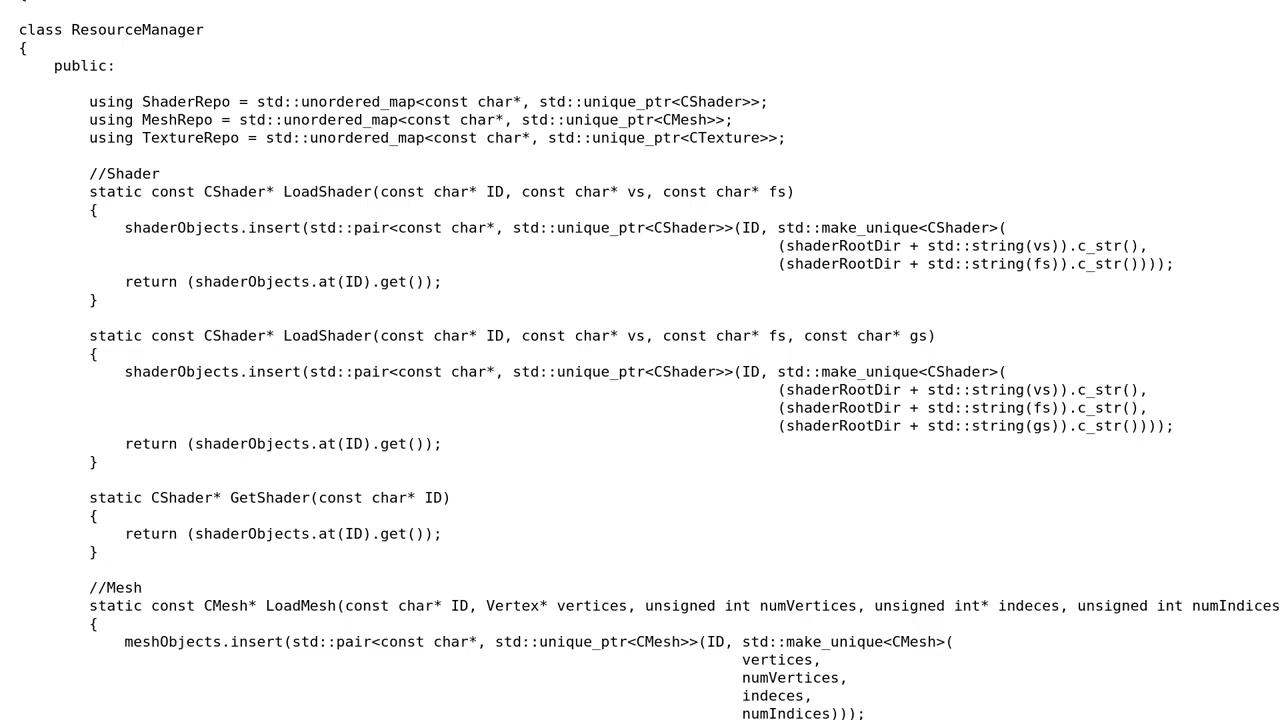 class ResourceManager
{
    public:

        using ShaderRepo = std::unordered_map<const char*, std::unique_ptr<CShader>>;
        using MeshRepo = std::unordered_map<const char*, std::unique_ptr<CMesh>>;
        using TextureRepo = std::unordered_map<const char*, std::unique_ptr<CTexture>>;

        //Shader
        static const CShader* LoadShader(const char* ID, const char* vs, const char* fs)
        {
            shaderObjects.insert(std::pair<const char*, std::unique_ptr<CShader>>(ID, std::make_unique<CShader>(
                                                                                      (shaderRootDir + std::string(vs)).c_str(),
                                                                                      (shaderRootDir + std::string(fs)).c_str())));
            return (shaderObjects.at(ID).get());
        }

        static const CShader* LoadShader(const char* ID, const char* vs, const char* fs, const char* gs)
        {
            shaderObjects.insert(std::pair<const char*, std::unique_ptr<CShader>>(ID, std::make_unique<CShader>(
                                                                                      (shaderRootDir + std::string(vs)).c_str(),
                                                                                      (shaderRootDir + std::string(fs)).c_str(),
                                                                                      (shaderRootDir + std::string(gs)).c_str())));
            return (shaderObjects.at(ID).get());
        }

        static CShader* GetShader(const char* ID)
        {
            return (shaderObjects.at(ID).get());
        }

        //Mesh
        static const CMesh* LoadMesh(const char* ID, Vertex* vertices, unsigned int numVertices, unsigned int* indeces, unsigned int numIndices
        {
            meshObjects.insert(std::pair<const char*, std::unique_ptr<CMesh>>(ID, std::make_unique<CMesh>(
                                                                                  vertices,
                                                                                  numVertices,
                                                                                  indeces,
                                                                                  numIndices)));